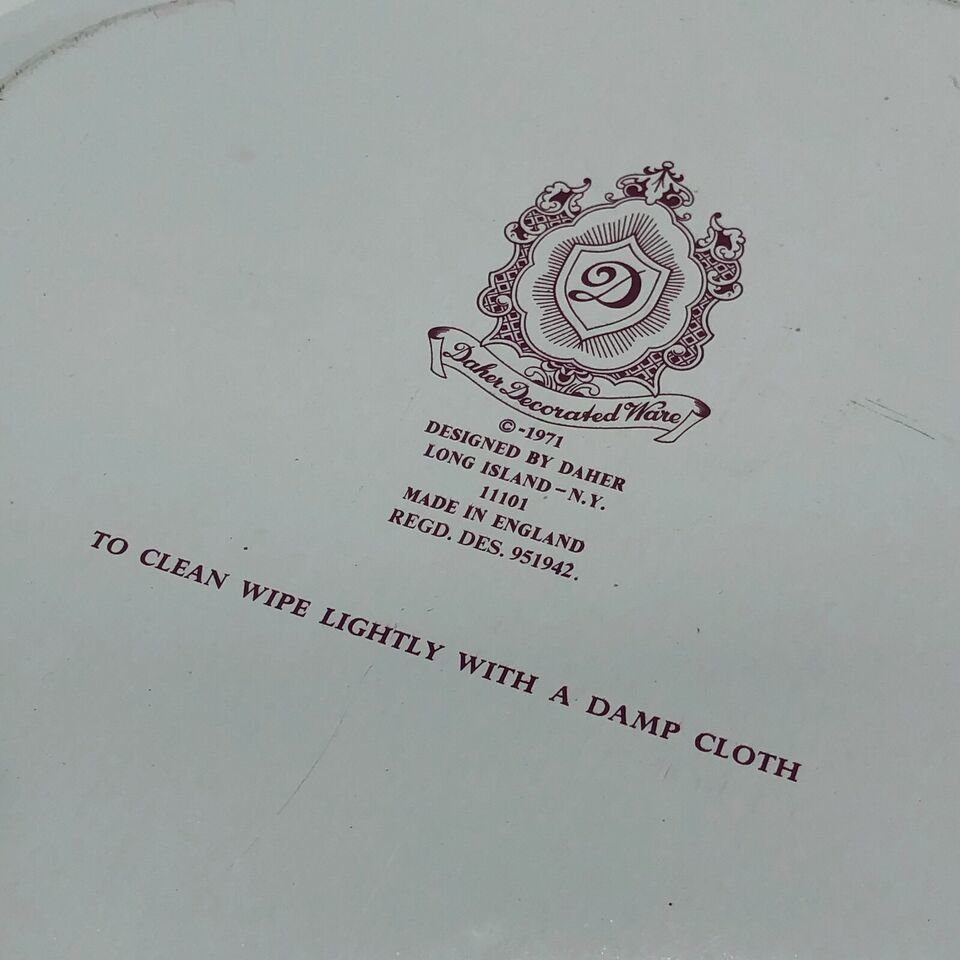 D
Daher Decorated Ware
©-1971
DESIGNED BY DAHER
LONG ISLAND-N.Y.
11101
MADE IN ENGLAND
REGD. DES. 951942.
TO CLEAN WIPE LIGHTLY WITH A DAMP CLOTH